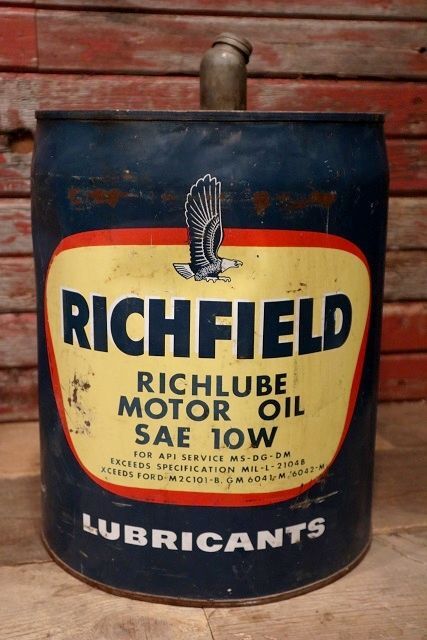 RICHFIELD
RICHLUBE
MOTOR OIL
SAE 10W
FOR API SERVICE MS-DG-DM
EXCEEDS SPECIFICATION MIL-L-2104B
XCEEDS FORD M2C101-B, GM 6041-M, 6042-M
LUBRICANTS